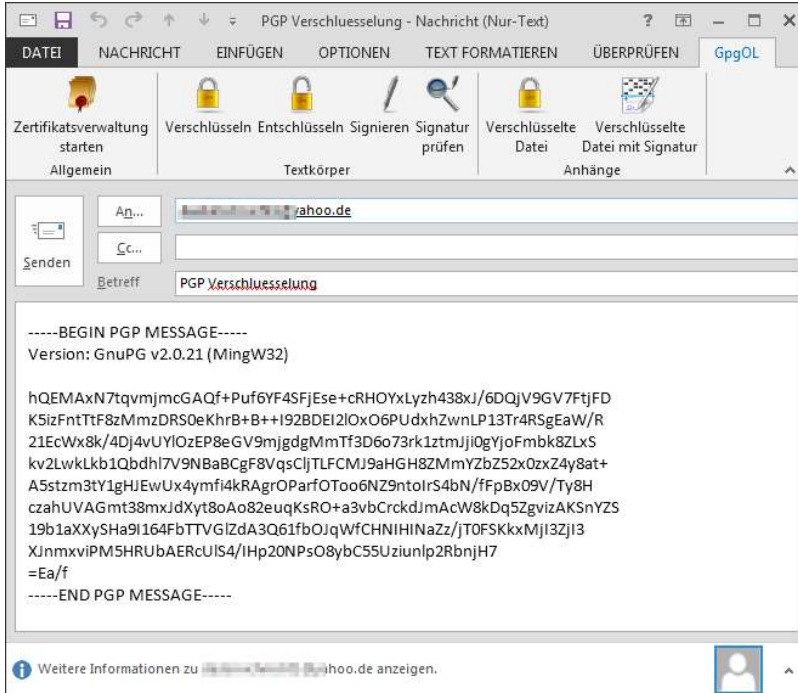 PGP Verschluesselung - Nachricht (Nur-Text)
DATEI NACHRICHT EINFÜGEN OPTIONEN TEXT FORMATIEREN ÜBERPRÜFEN GpgOL
Zertifikatsverwaltung Verschlüsseln Entschlüsseln Signieren Signatur Verschlüsselte Verschlüsselte
starten prüfen Datei Datei mit Signatur
Allgemein Textkörper Anhänge
An... yahoo.de
Cc...
Senden
Betreff PGP Verschluesselung
-----BEGIN PGP MESSAGE-----
Version: GnuPG v2.0.21 (MingW32)
hQEMAxN7tqvmjmcGAQf+Puf6YF4SFjEse+cRHOYxLyzh438xJ/6DQjV9GV7FtjFD
K5izFntTtF8zMmzDRS0eKhrB+B++I92BDEI2lOxO6PUdxhZwnLP13Tr4RSgEaW/R
21EcWx8k/4Dj4vUYlOzEP8eGV9mjgdgMmTf3D6o73rk1ztmJji0gYjoFmbk8ZLxS
kv2LwkLkb1Qbdhl7V9NBaBCgF8VqsCljTLFCMJ9aHGH8ZMmYZbZ52x0zxZ4y8at+
A5stzm3tY1gHJEwUx4ymfi4kRAgrOParfOToo6NZ9ntoIrS4bN/fFpBx09V/Ty8H
czahUVAGmt38mxJdXyt8oAo82euqKsRO+a3vbCrckdJmAcW8kDq5ZgvizAKSnYZS
19b1aXXySHa9I164FbTTVGlZdA3Q61fbOJqWfCHNIHINaZz/jT0FSKkxMjI3ZjI3
XJnmxviPM5HRUbAERcUlS4/IHp20NPsO8ybC55Uziunlp2RbnjH7
=Ea/f
-----END PGP MESSAGE-----
Weitere Informationen zu hoo.de anzeigen.